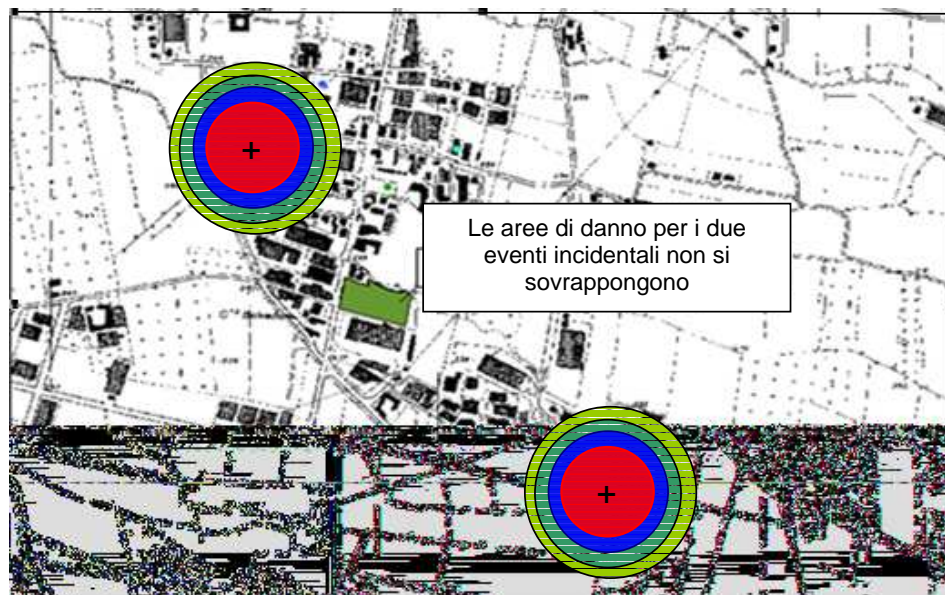 Le aree di danno per i due
eventi incidentali non si
sovrappongono